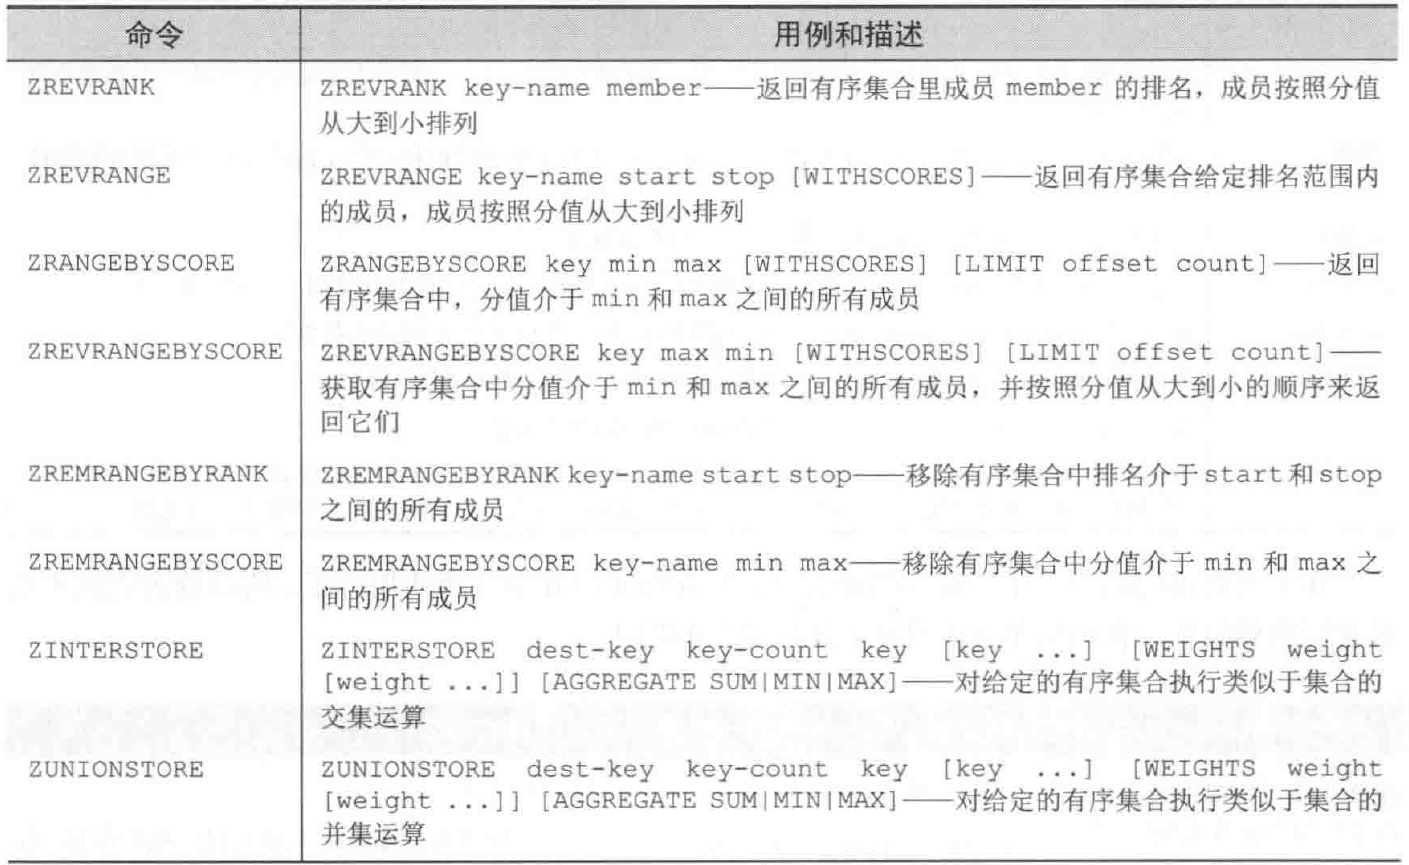 命令 用例和描述
ZREVRANK ZREVRANK key-name member——返回有序集合里成员 member 的排名，成员按照分值
从大到小排列
ZREVRANGE ZREVRANGE key-name start stop [WITHSCORES]——返回有序集合给定排名范围内
的成员，成员按照分值从大到小排列
ZRANGEBYSCORE ZRANGEBYSCORE key min max [WITHSCORES] [LIMIT offset count]——返回
有序集合中，分值介于 min 和 max 之间的所有成员
ZREVRANGEBYSCORE ZREVRANGEBYSCORE key max min [WITHSCORES] [LIMIT offset count]——
获取有序集合中分值介于 min 和 max 之间的所有成员，并按照分值从大到小的顺序来返
回它们
ZREMRANGEBYRANK ZREMRANGEBYRANK key-name start stop——移除有序集合中排名介于 start 和 stop
之间的所有成员
ZREMRANGEBYSCORE ZREMRANGEBYSCORE key-name min max——移除有序集合中分值介于 min 和 max 之
间的所有成员
ZINTERSTORE ZINTERSTORE dest-key key-count key [key ...] [WEIGHTS weight
[weight ...]] [AGGREGATE SUM|MIN|MAX]——对给定的有序集合执行类似于集合的
交集运算
ZUNIONSTORE ZUNIONSTORE dest-key key-count key [key ...] [WEIGHTS weight
[weight ...]] [AGGREGATE SUM|MIN|MAX]——对给定的有序集合执行类似于集合的
并集运算